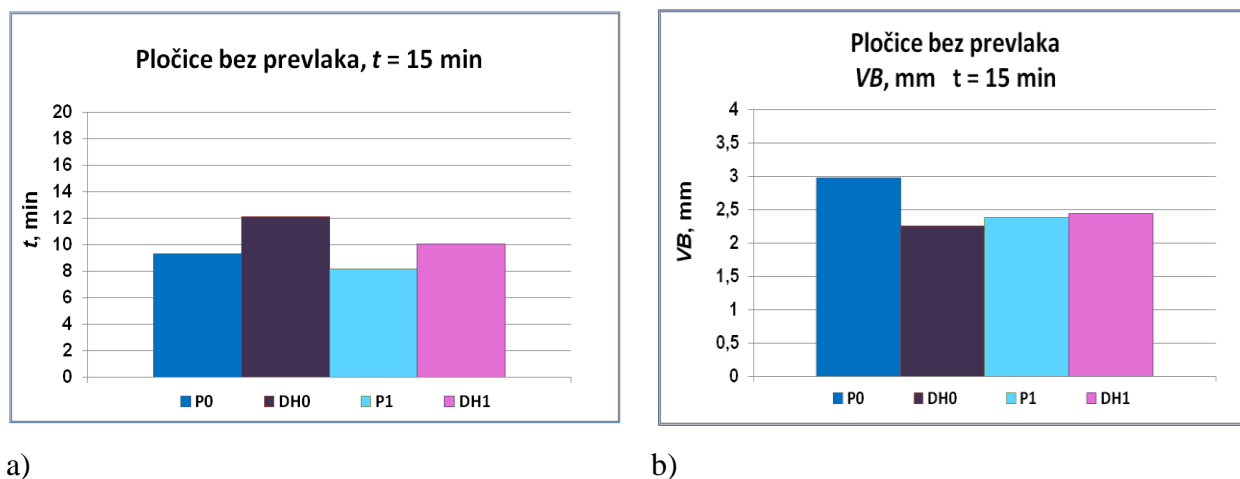 Pločice bez prevlaka, t = 15 min
t, min
20
18
16
14
12
10
8
6
4
2
0
P0 DH0 P1 DH1
a)
Pločice bez prevlaka
VB, mm t = 15 min
VB, mm
4
3,5
3
2,5
2
1,5
1
0,5
0
P0 DH0 P1 DH1
b)